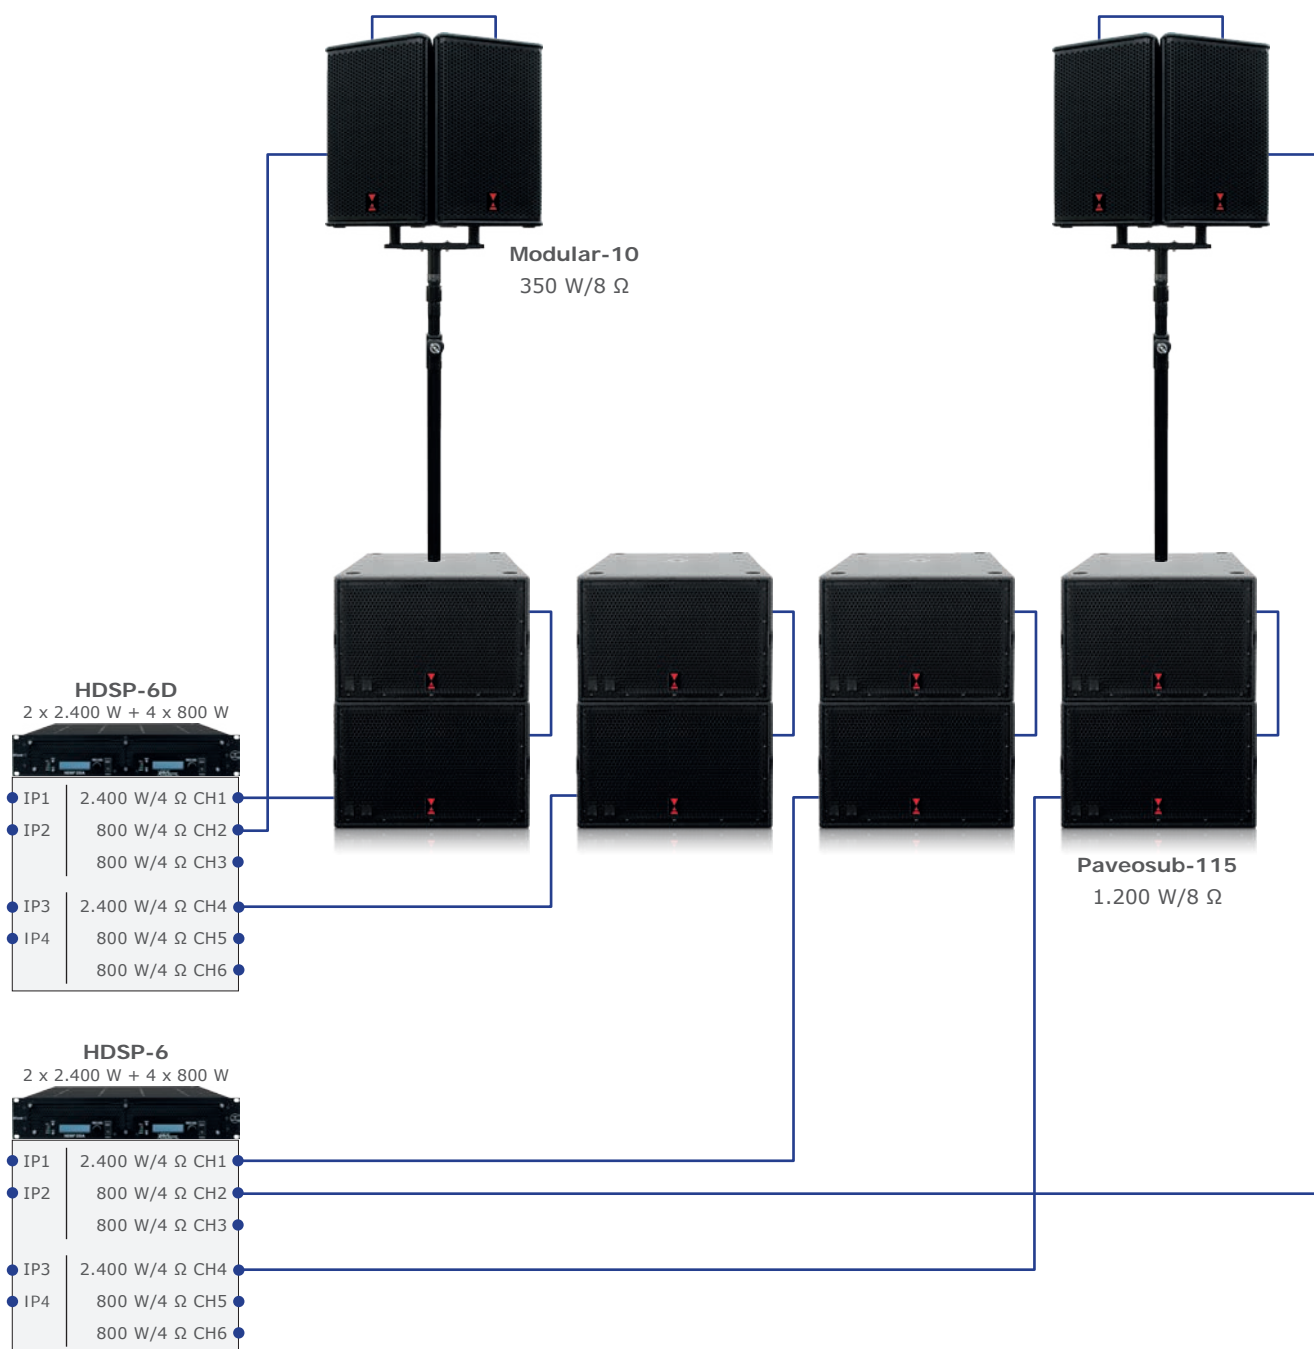 Modular-10
350 W/8 Ω
HDSP-6D
2 x 2.400 W + 4 x 800 W
IP1 2.400 W/4 Ω CH1
IP2 800 W/4 Ω CH2
800 W/4 Ω CH3
IP3 2.400 W/4 Ω CH4
IP4 800 W/4 Ω CH5
800 W/4 Ω CH6
Paveosub-115
1.200 W/8 Ω
HDSP-6
2 x 2.400 W + 4 x 800 W
IP1 2.400 W/4 Ω CH1
IP2 800 W/4 Ω CH2
800 W/4 Ω CH3
IP3 2.400 W/4 Ω CH4
IP4 800 W/4 Ω CH5
800 W/4 Ω CH6